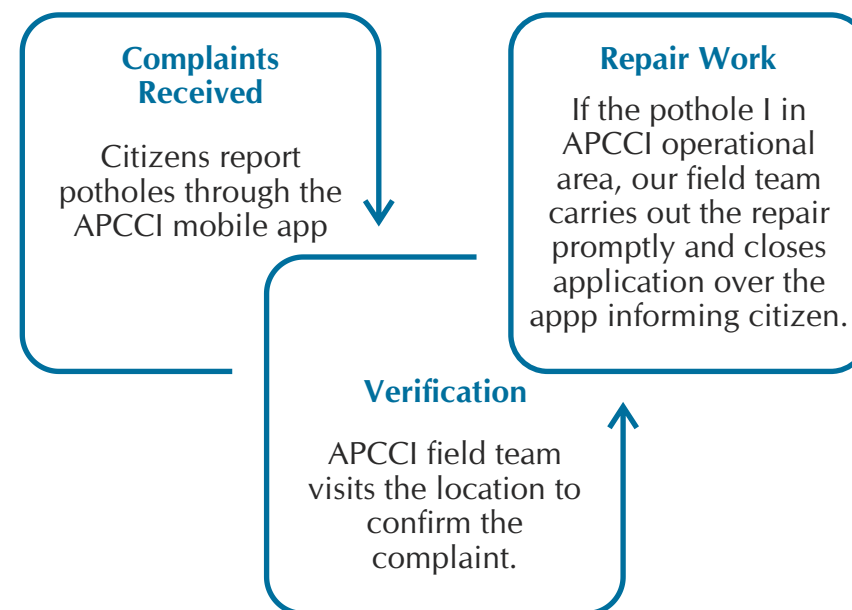 Complaints
Received
Citizens report
potholes through the
APCCI mobile app
Verification
APCCI field team
visits the location to
confirm the
complaint.
Repair Work
If the pothole I in
APCCI operational
area, our field team
carries out the repair
promptly and closes
application over the
appp informing citizen.